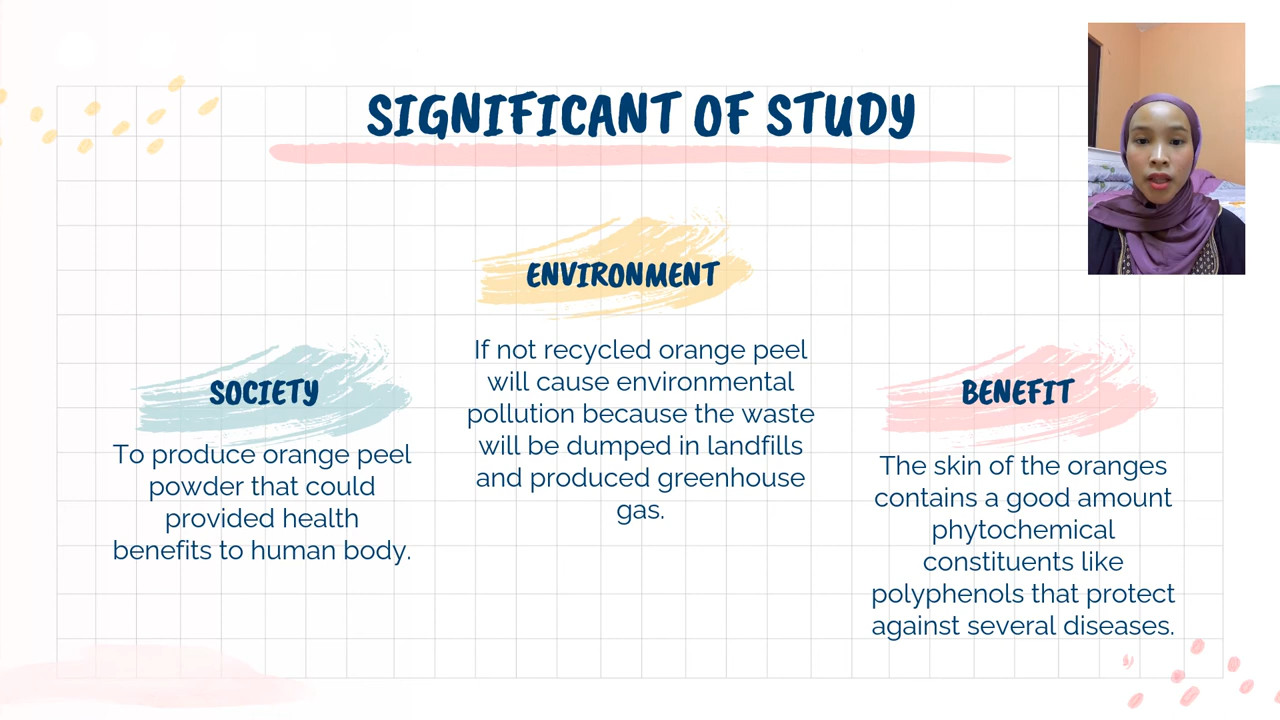 SIGNIFICANT OF STUDY
SOCIETY
To produce orange peel
powder that could
provided health
benefits to human body.
ENVIRONMENT
If not recycled orange peel
will cause environmental
pollution because the waste
will be dumped in landfills
and produced greenhouse
gas.
BENEFIT
The skin of the oranges
contains a good amount
phytochemical
constituents like
polyphenols that protect
against several diseases.